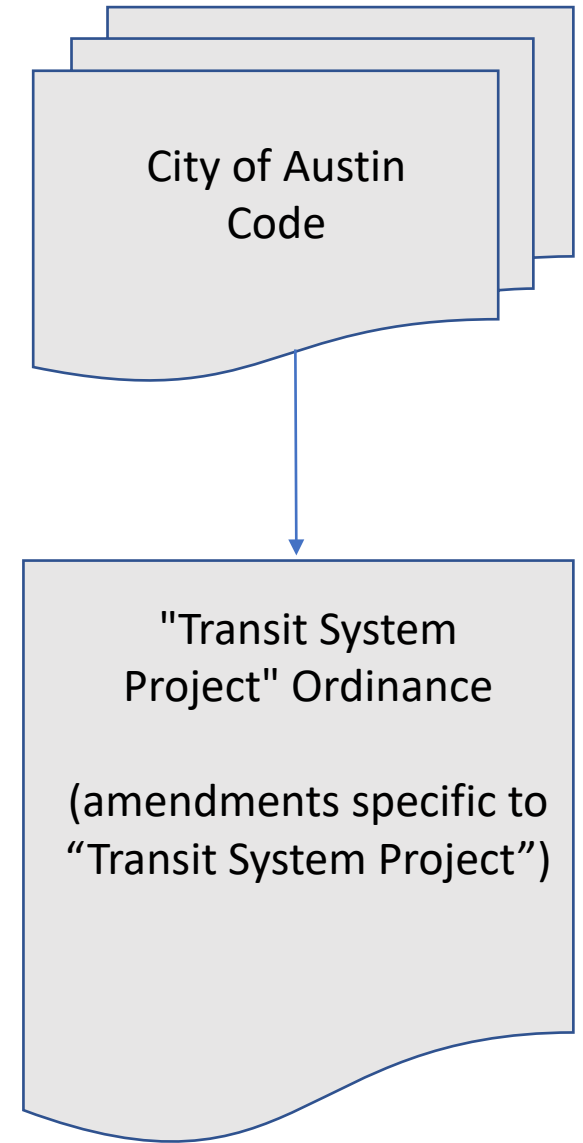 City of Austin
Code
"Transit System
Project" Ordinance
(amendments specific to
“Transit System Project”)